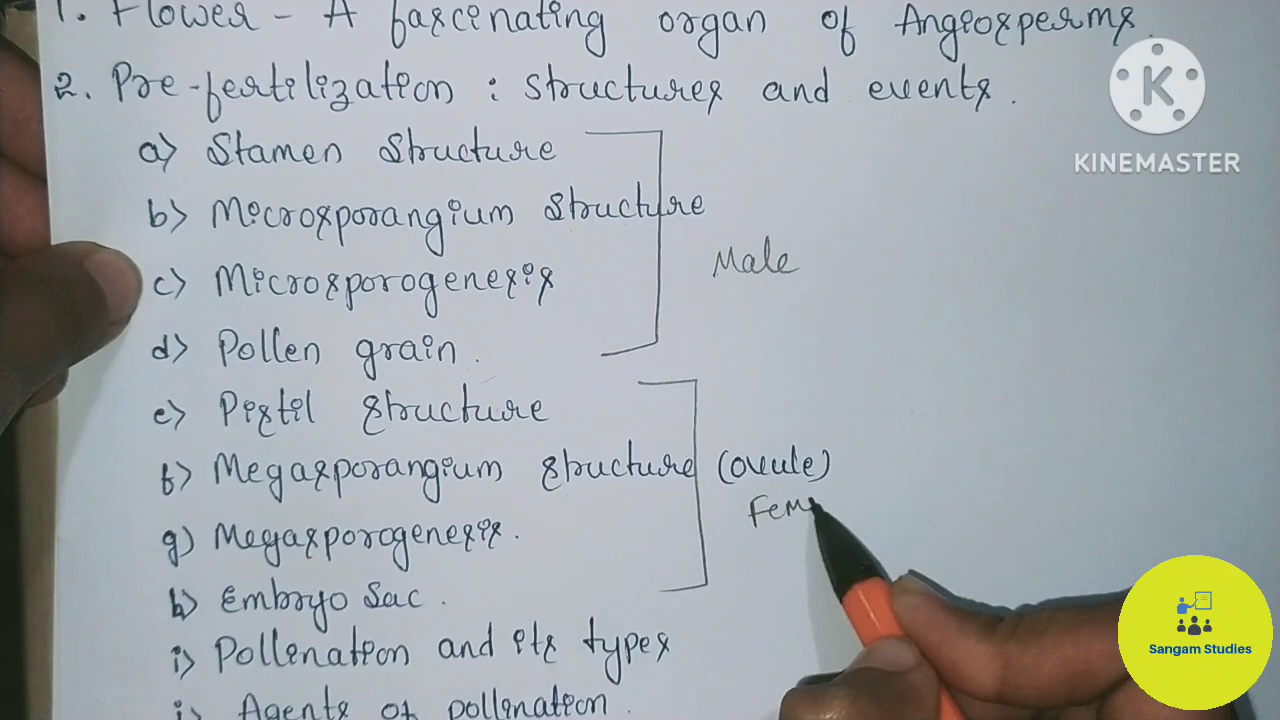 1. Flower - A fascinating organ of Angiosperms.
2. Pre-fertilization : structures and events.
a) Stamen Structure
b) Microsporangium Structure
c) Microsporogenesis
Male
d) Pollen grain.
e) Pistil structure
f) Megasporangium structure (ovule)
Fem
g) Megasporogenesis.
h) Embryo Sac.
i) Pollination and its types
j) Agents of pollination.
KINEMASTER
Sangam Studies